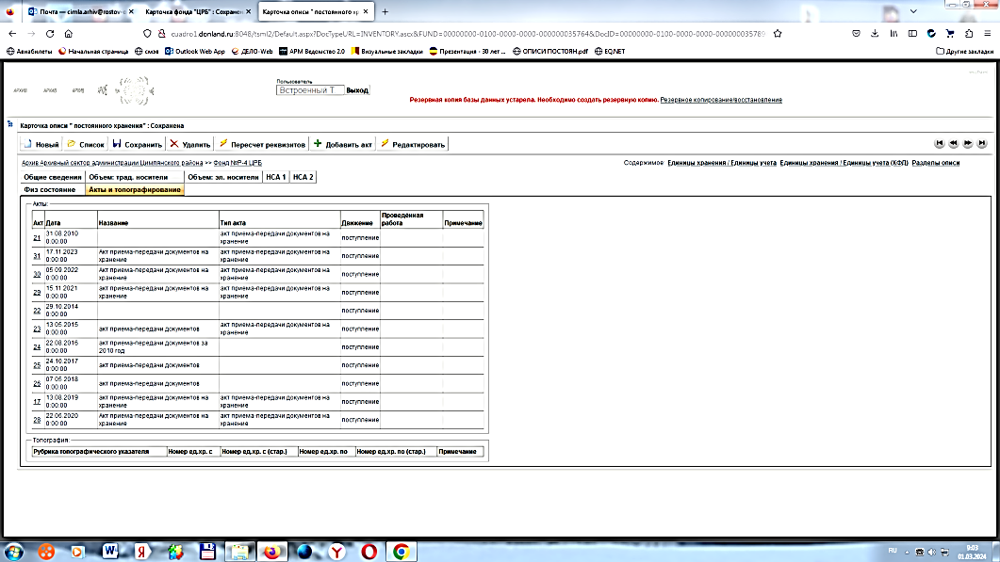 Почта — cimla.arhiv@rostov-
Карточка фонда "ЦРБ" : Сохранен
Карточка описи " постоянного хр
cuadro1.donland.ru:8048/tsml2/Default.aspx?DocTypeURL=INVENTORY.ascx&FUND=00000000-0100-0000-0000-000000035764&DocID=00000000-0100-0000-0000-000000035789
Авиабилеты
Начальная страница
смэв
Outlook Web App
ДЕЛО-Web
АРМ Ведомство 2.0
Визуальные закладки
Презентация - 30 лет ...
ОПИСИ ПОСТОЯН.pdf
EQ.NET
Другие закладки
Пользователь
Встроенный Т
Выход
Резервная копия базы данных устарела. Необходимо создать резервную копию. Резервное копирование/восстановление
Карточка описи " постоянного хранения" : Сохранена
Новый Список Сохранить Удалить Пересчет реквизитов Добавить акт Редактировать
Архив Архивный сектор администрации Цимлянского района >> Фонд №Р-4 ЦРБ
Содержимое: Единицы хранения / Единицы учета Единицы хранения / Единицы учета (КФД) Разделы описи
Общие сведения Объем: трад. носители Объем: эл. носители НСА 1 НСА 2
Физ состояние Акты и топографирование
Акты:
Акт Дата Название Тип акта Движение Проведённая работа Примечание
21 31.08.2010 0:00:00 акт приема-передачи документов на хранение поступление
31 17.11.2023 0:00:00 Акт приема-передачи документов на хранение акт приема-передачи документов на хранение поступление
30 05.09.2022 0:00:00 Акт приема-передачи документов на хранение акт приема-передачи документов на хранение поступление
29 15.11.2021 0:00:00 акт приема-передачи документов на хранение акт приема-передачи документов на хранение поступление
22 29.10.2014 0:00:00 поступление
23 13.05.2015 0:00:00 акт приема-передачи документов акт приема-передачи документов на хранение поступление
24 22.08.2016 0:00:00 акт приема-передачи документов за 2010 год поступление
25 24.10.2017 0:00:00 акт приема-передачи документов поступление
26 07.05.2018 0:00:00 акт приема-передачи документов поступление
17 13.08.2019 0:00:00 Акт приема-передачи документов на хранение акт приема-передачи документов на хранение поступление
28 22.06.2020 0:00:00 Акт приема-передачи документов на хранение акт приема-передачи документов на хранение поступление
Топография:
Рубрика топографического указателя Номер ед.хр. с Номер ед.хр. с (стар.) Номер ед.хр. по Номер ед.хр. по (стар.) Примечание
RU
9:03
01.03.2024